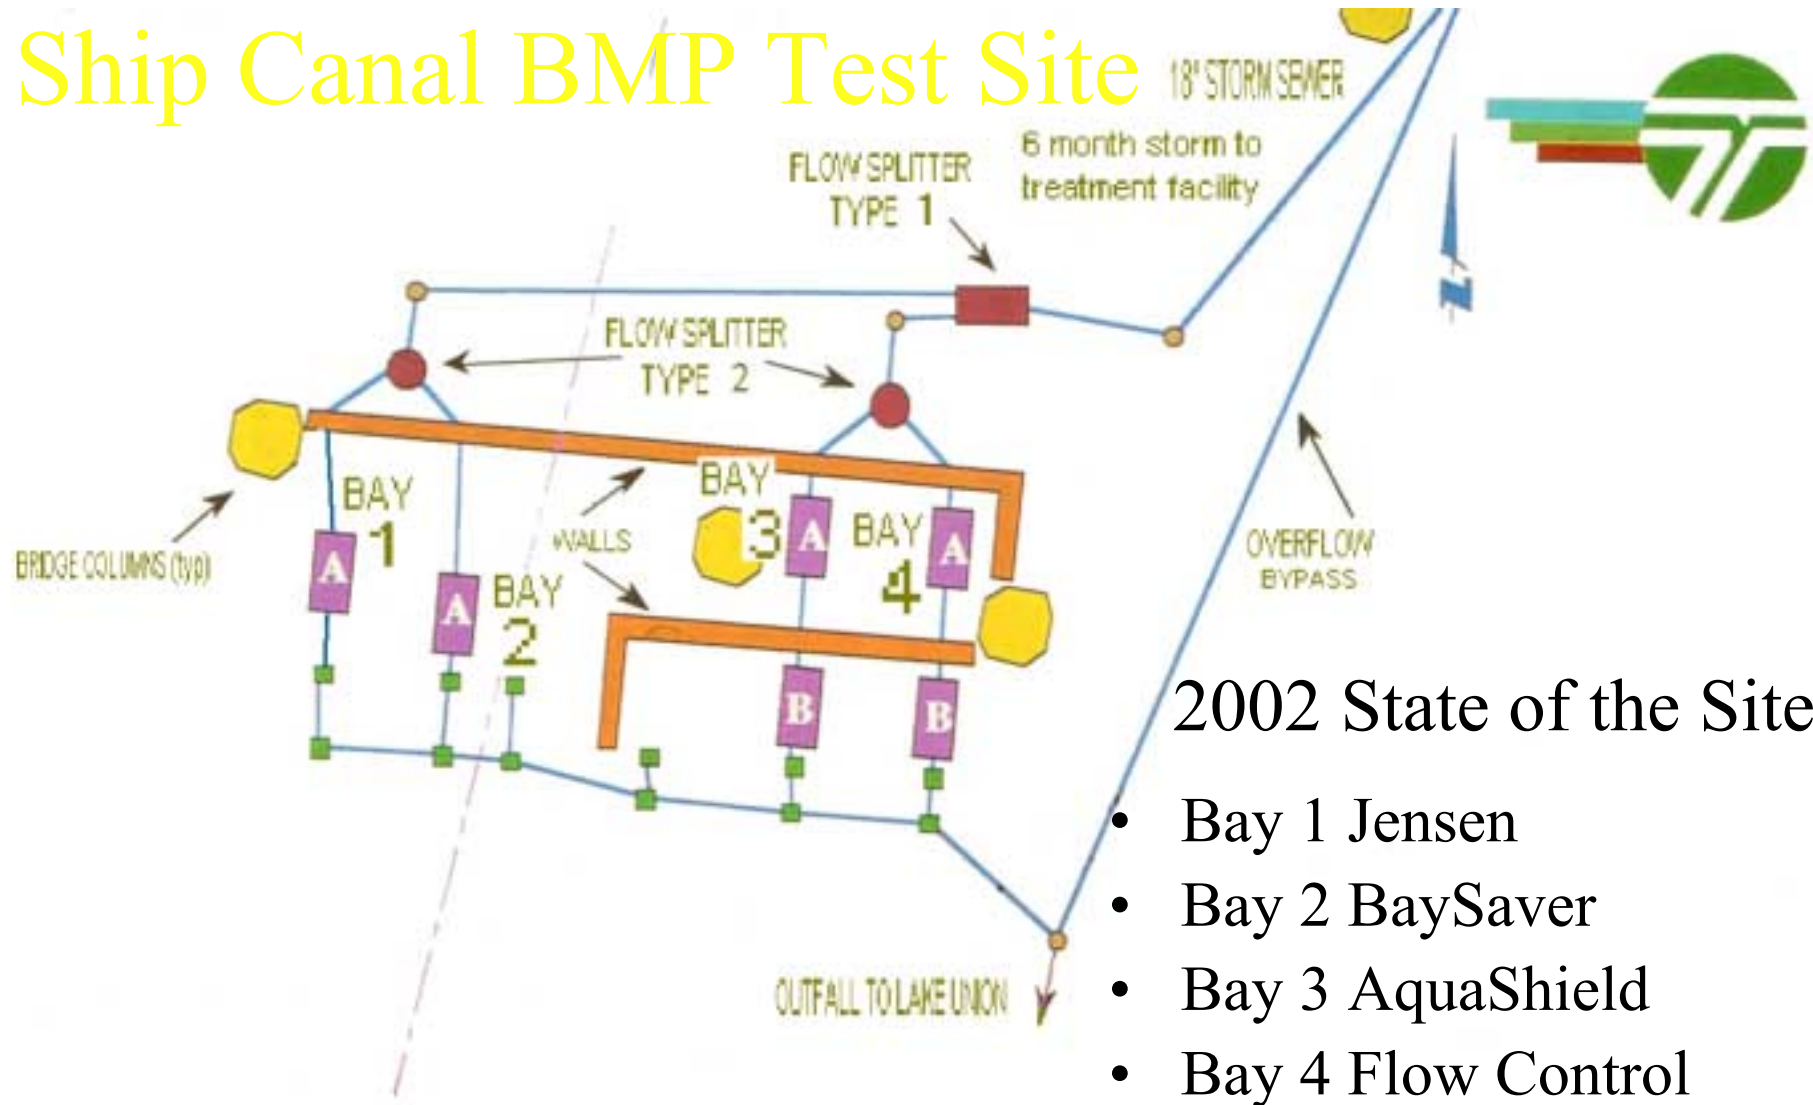 Ship Canal BMP Test Site
18" STORM SEWER
6 month storm to
treatment facility
FLOW SPLITTER
TYPE 1
FLOW SPLITTER
TYPE 2
BAY
1
A
BAY
2
A
BAY
3
A
BAY
4
A
WALLS
BRIDGE COLUMNS (typ)
B
B
OVERFLOW
BYPASS
N
OUTFALL TO LAKE UNION
2002 State of the Site
• Bay 1 Jensen
• Bay 2 BaySaver
• Bay 3 AquaShield
• Bay 4 Flow Control